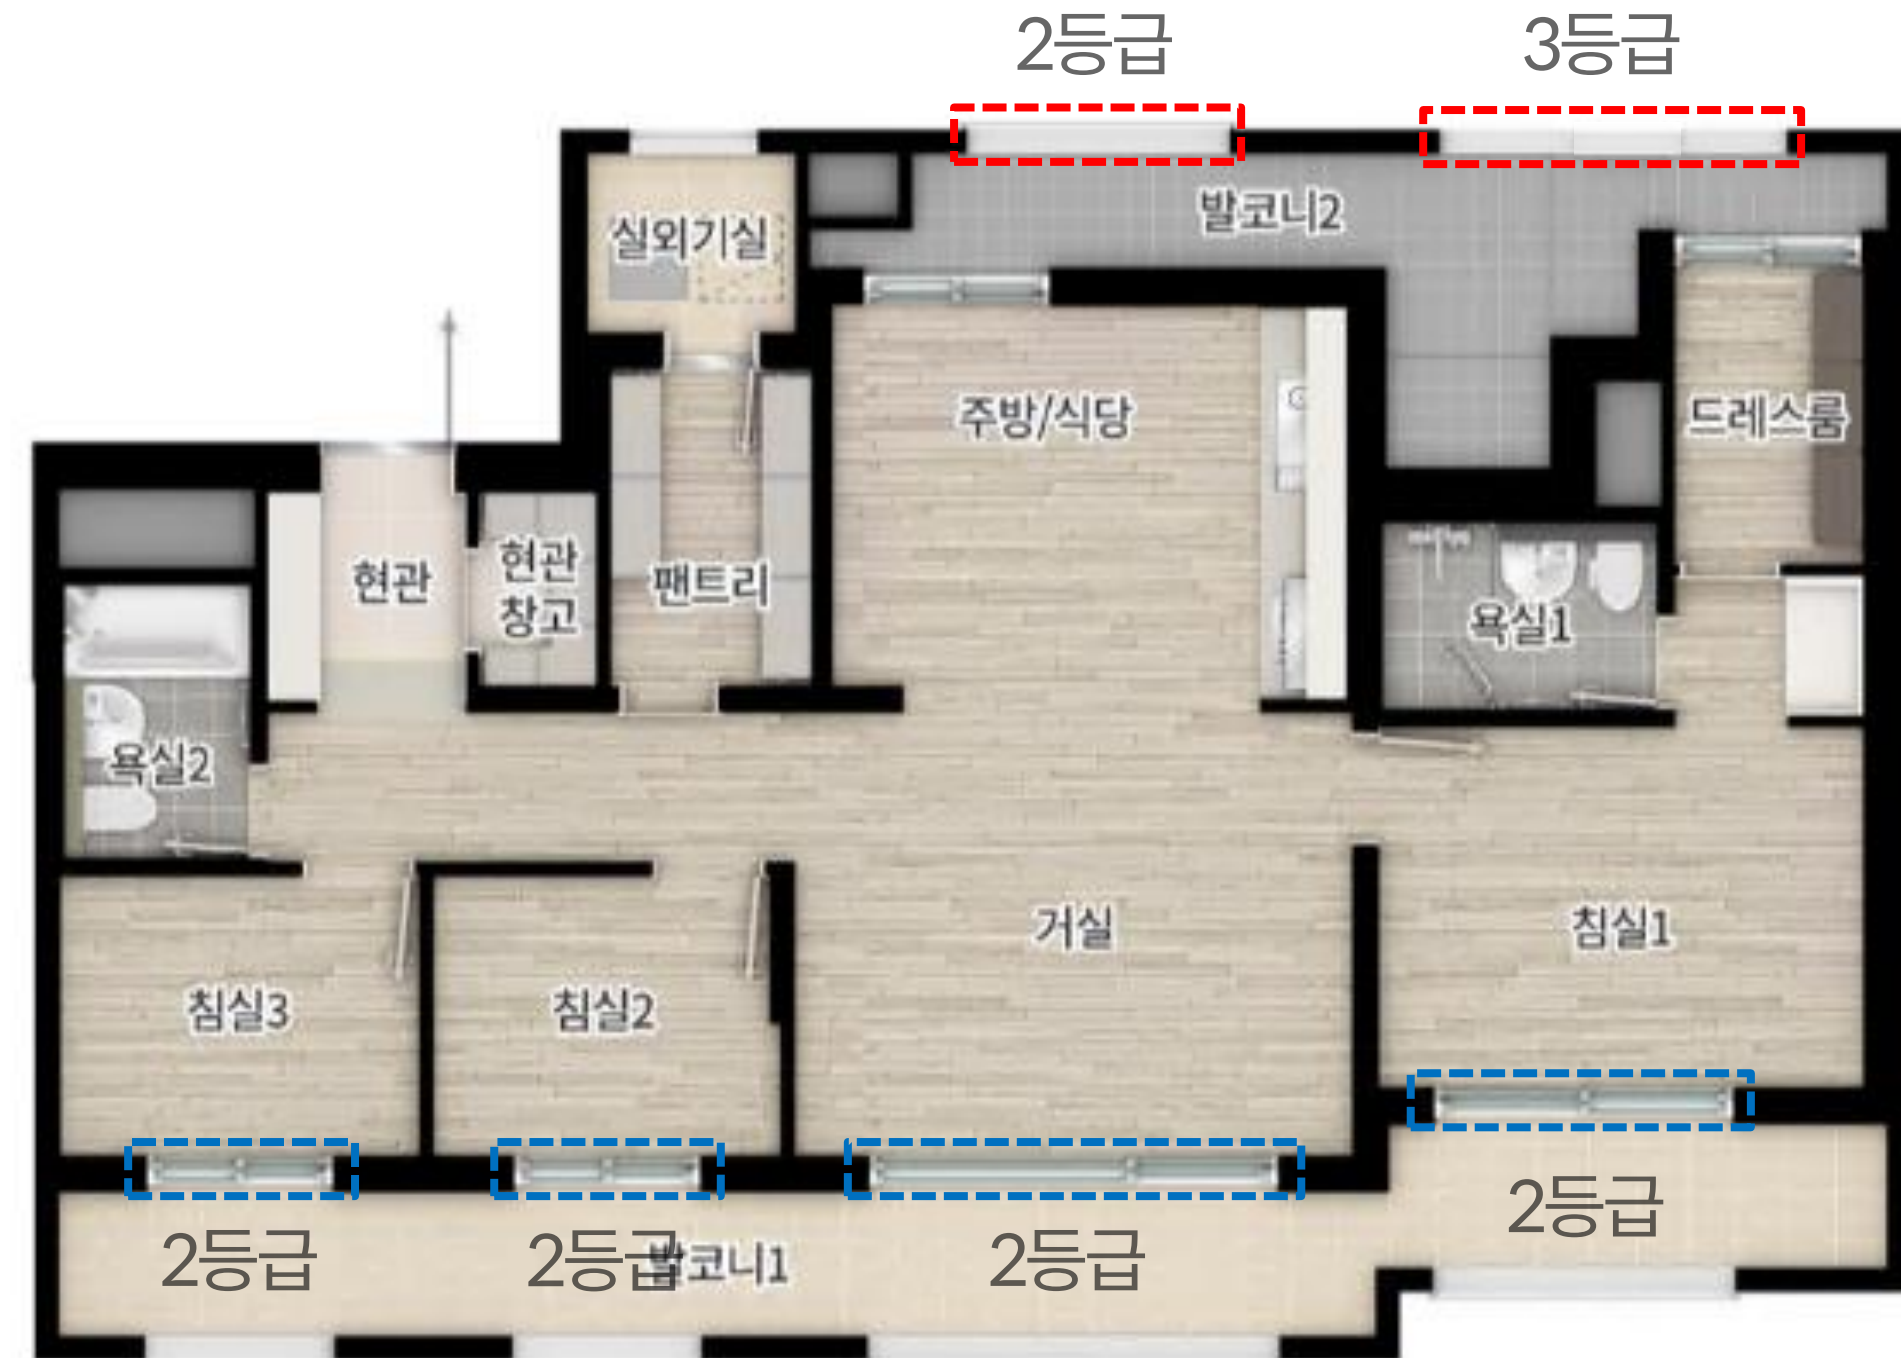 2등급
3등급
발코니2
실외기실
주방/식당
드레스룸
현관
현관
창고
팬트리
욕실1
욕실2
거실
침실1
침실3
침실2
2등급
2등급
2등급
발코니1
2등급